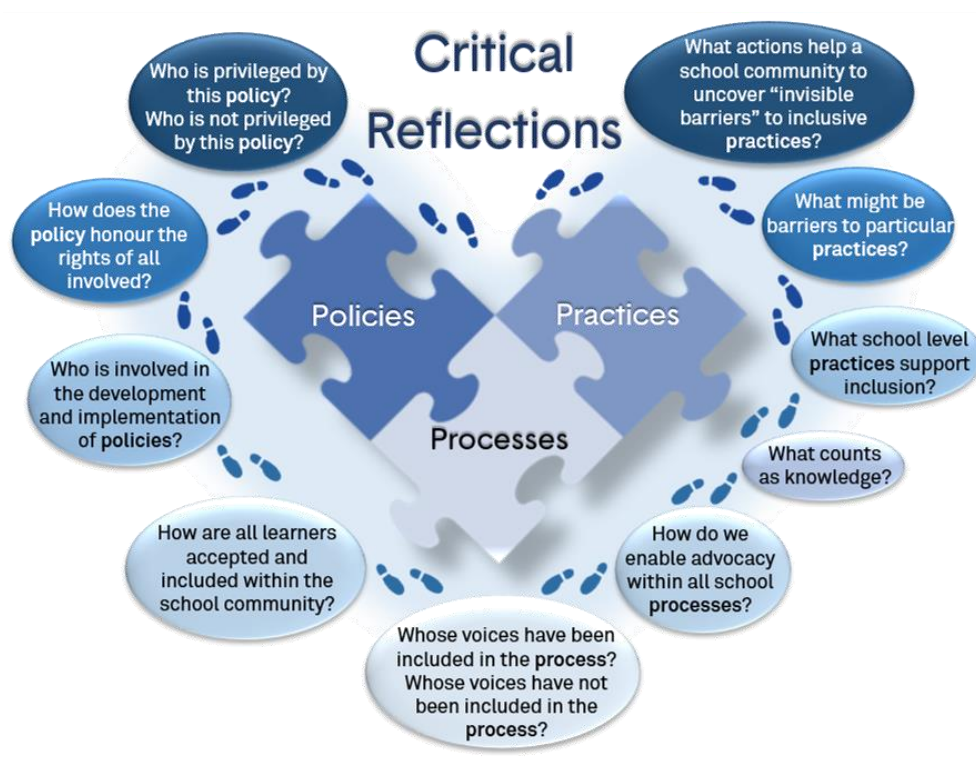 Critical
Reflections
Who is privileged by
this policy?
Who is not privileged
by this policy?
What actions help a
school community to
uncover “invisible
barriers” to inclusive
practices?
How does the
policy honour the
rights of all
involved?
What might be
barriers to particular
practices?
Policies
Practices
Processes
Who is involved in
the development
and implementation
of policies?
What school level
practices support
inclusion?
What counts
as knowledge?
How are all learners
accepted and
included within the
school community?
How do we
enable advocacy
within all school
processes?
Whose voices have been
included in the process?
Whose voices have not
been included in the
process?